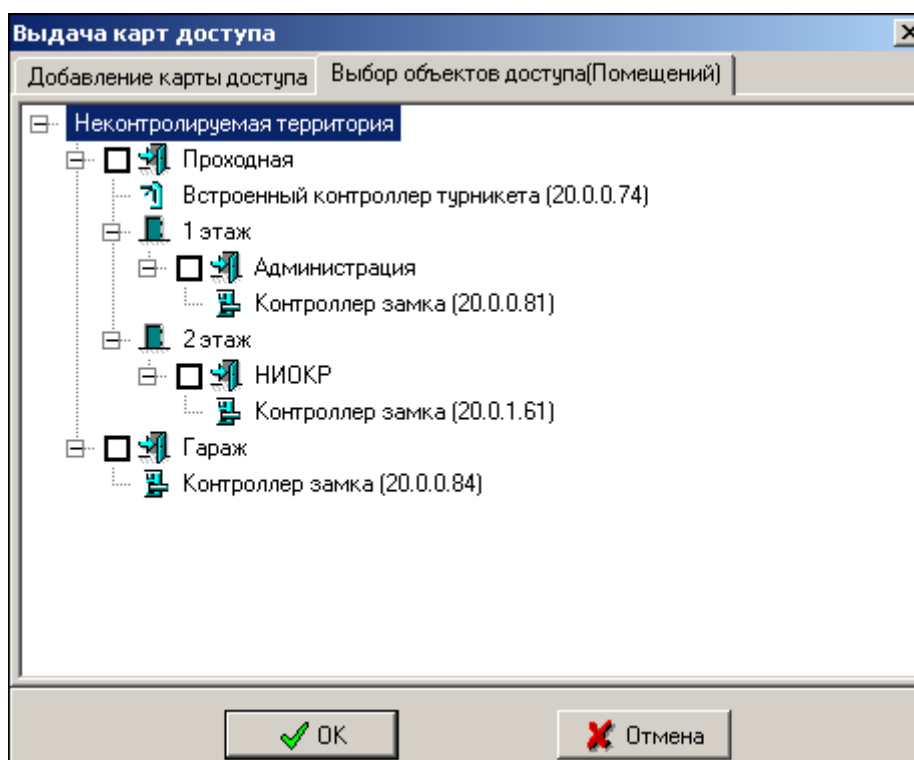 Выдача карт доступа
Добавление карты доступа Выбор объектов доступа(Помещений)
Неконтролируемая территория
Проходная
Встроенный контроллер турникета (20.0.0.74)
1 этаж
Администрация
Контроллер замка (20.0.0.81)
2 этаж
НИОКР
Контроллер замка (20.0.1.61)
Гараж
Контроллер замка (20.0.0.84)
OK Отмена